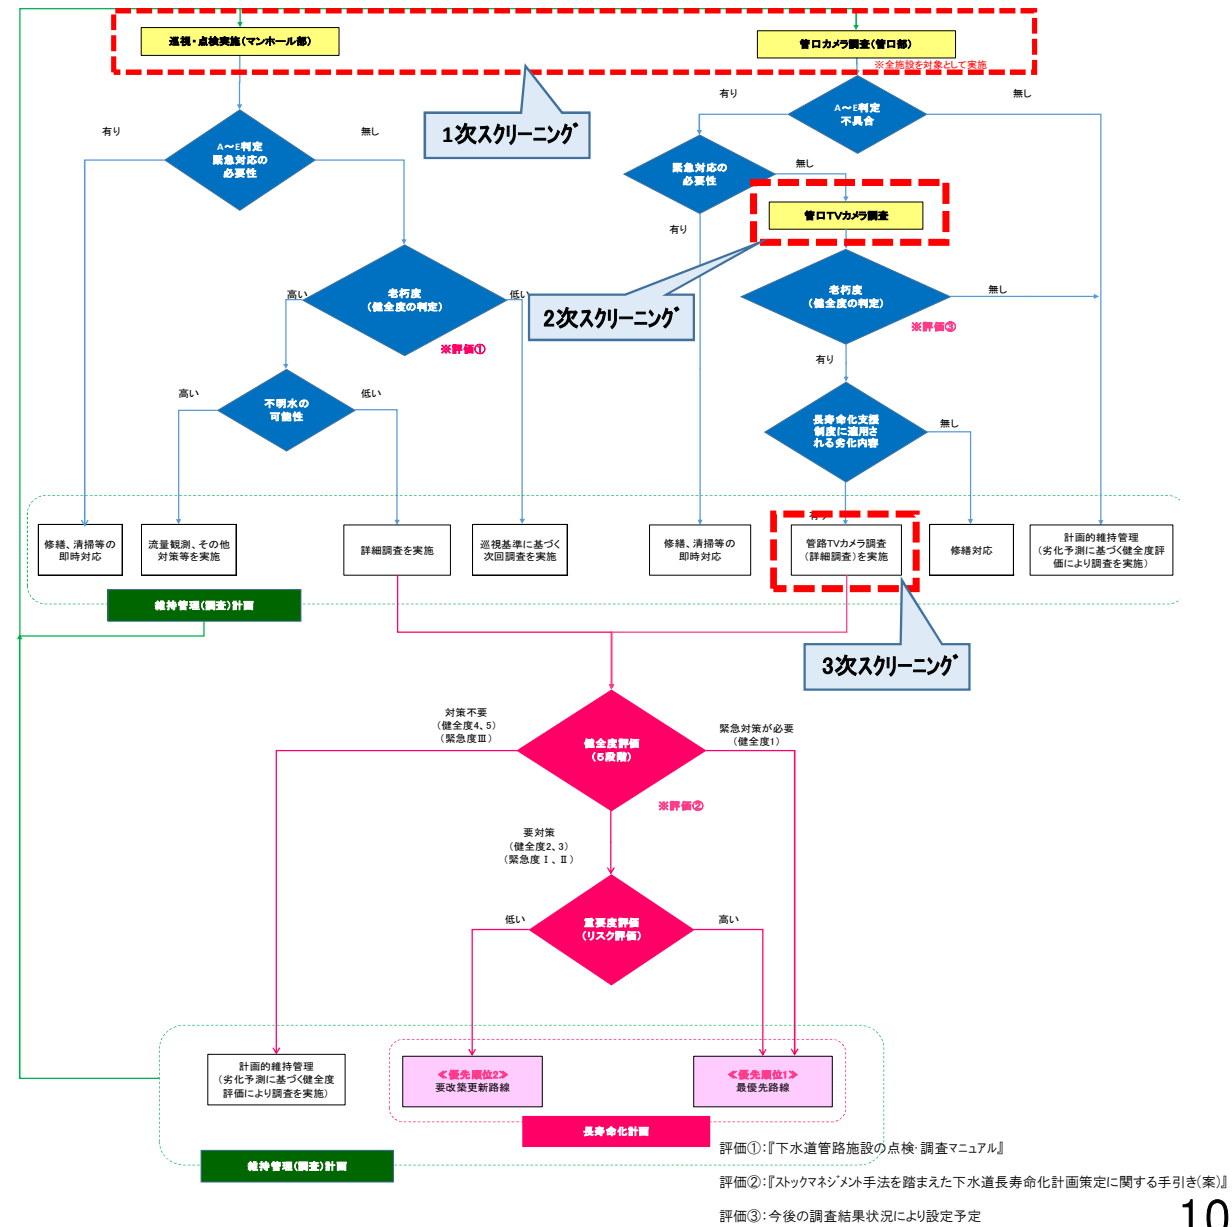 巡視・点検実施(マンホール部)
管口カメラ調査(管口部)
※全施設を対象として実施
1次スクリーニング
有り
無し
A～E判定
緊急対応の
必要性
有り
無し
A～E判定
不具合
緊急対応の
必要性
無し
有り
管口TVカメラ調査
2次スクリーニング
高い
老朽度
(健全度の判定)
低い
※評価①
老朽度
(健全度の判定)
無し
※評価③
有り
高い
不明水の
可能性
低い
長寿命化支援
制度に適用さ
れる劣化内容
無し
有り
修繕、清掃等の
即時対応
流量観測、その他
対策等を実施
詳細調査を実施
巡視基準に基づく
次回調査を実施
修繕、清掃等の
即時対応
管路TVカメラ調査
(詳細調査)を実施
修繕対応
計画的維持管理
(劣化予測に基づく健全度評
価により調査を実施)
維持管理(調査)計画
3次スクリーニング
対策不要
(健全度4、5)
(緊急度Ⅲ)
健全度評価
(5段階)
緊急対策が必要
(健全度1)
※評価②
要対策
(健全度2、3)
(緊急度Ⅰ、Ⅱ)
低い
重要度評価
(リスク評価)
高い
計画的維持管理
(劣化予測に基づく健全度
評価により調査を実施)
≪優先順位2≫
要改築更新路線
≪優先順位1≫
最優先路線
長寿命化計画
維持管理(調査)計画
評価①:『下水道管路施設の点検・調査マニュアル』
評価②:『ストックマネジメント手法を踏まえた下水道長寿命化計画策定に関する手引き(案)』
評価③:今後の調査結果状況により設定予定
10